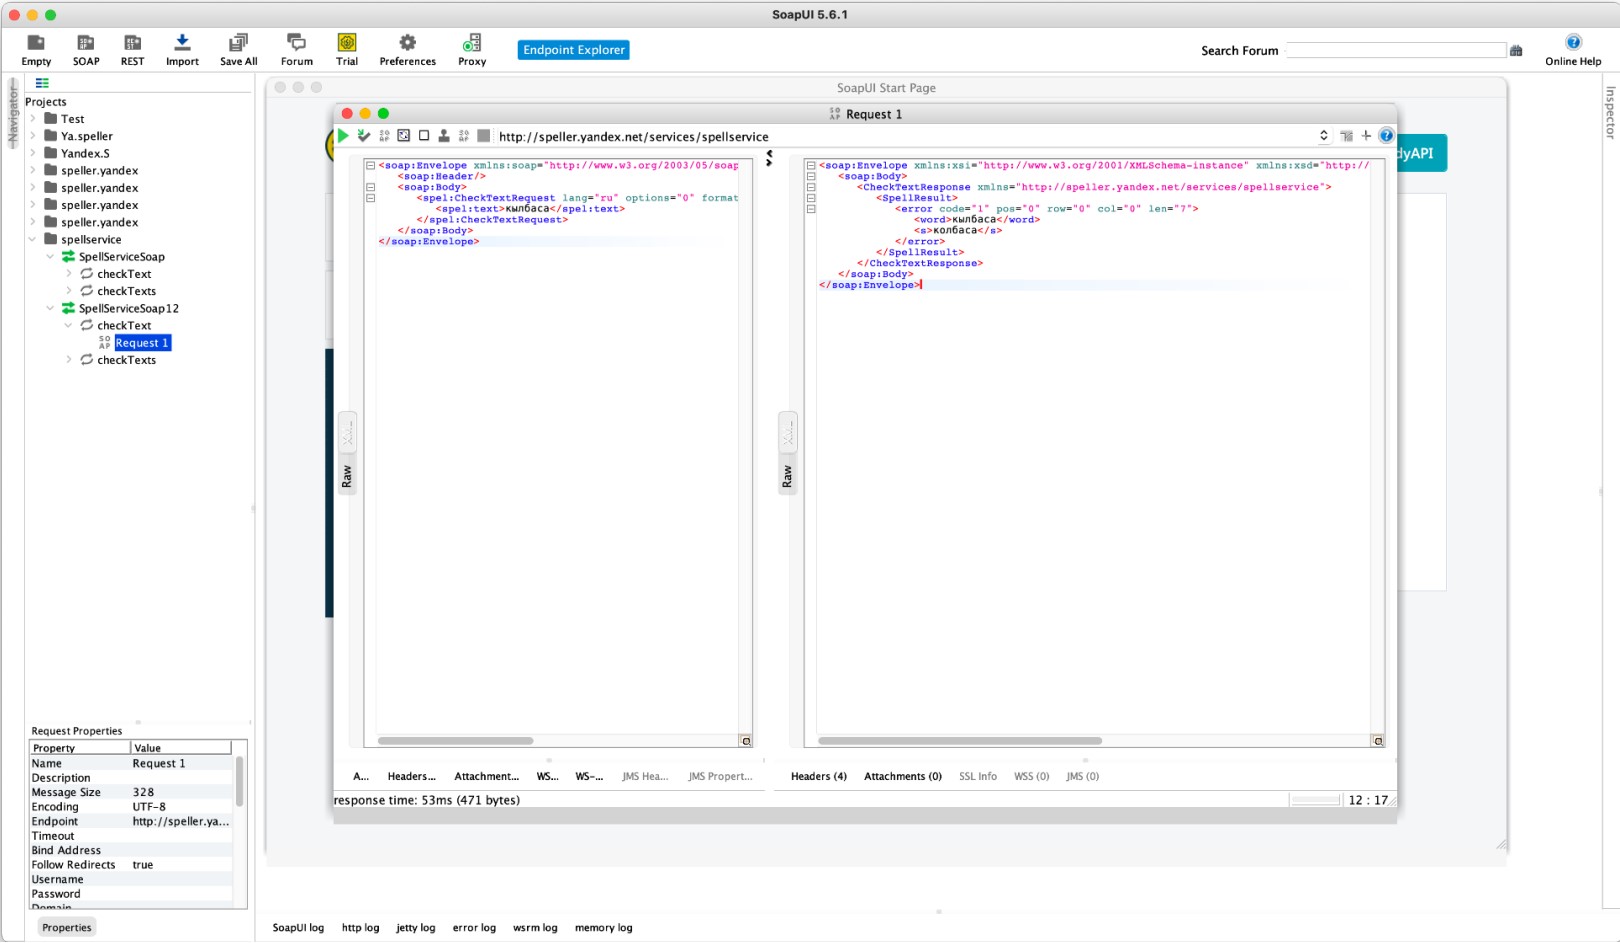 SoapUI 5.6.1
Empty SOAP REST Import Save All Forum Trial Preferences Proxy
Endpoint Explorer
Search Forum
Online Help
Navigator
Projects
Test
Ya.speller
Yandex.S
speller.yandex
speller.yandex
speller.yandex
speller.yandex
spellservice
SpellServiceSoap
checkText
checkTexts
SpellServiceSoap12
checkText
Request 1
checkTexts
Request Properties
Property Value
Name Request 1
Description
Message Size 328
Encoding UTF-8
Endpoint http://speller.ya...
Timeout
Bind Address
Follow Redirects true
Username
Password
Domain
Properties
SoapUI Start Page
Request 1
http://speller.yandex.net/services/spellservice
dyAPI
Inspector
<soap:Envelope xmlns:soap="http://www.w3.org/2003/05/soap
<soap:Header/>
<soap:Body>
<spel:CheckTextRequest lang="ru" options="0" format
<spel:text>кылбаса</spel:text>
</spel:CheckTextRequest>
</soap:Body>
</soap:Envelope>
Raw
A... Headers... Attachment... WS... WS-... JMS Hea... JMS Propert...
<soap:Envelope xmlns:xsi="http://www.w3.org/2001/XMLSchema-instance" xmlns:xsd="http://
<soap:Body>
<CheckTextResponse xmlns="http://speller.yandex.net/services/spellservice">
<SpellResult>
<error code="1" pos="0" row="0" col="0" len="7">
<word>кылбаса</word>
<s>колбаса</s>
</error>
</SpellResult>
</CheckTextResponse>
</soap:Body>
</soap:Envelope>
Raw
Headers (4) Attachments (0) SSL Info WSS (0) JMS (0)
response time: 53ms (471 bytes)
12 : 17
SoapUI log http log jetty log error log wsrm log memory log